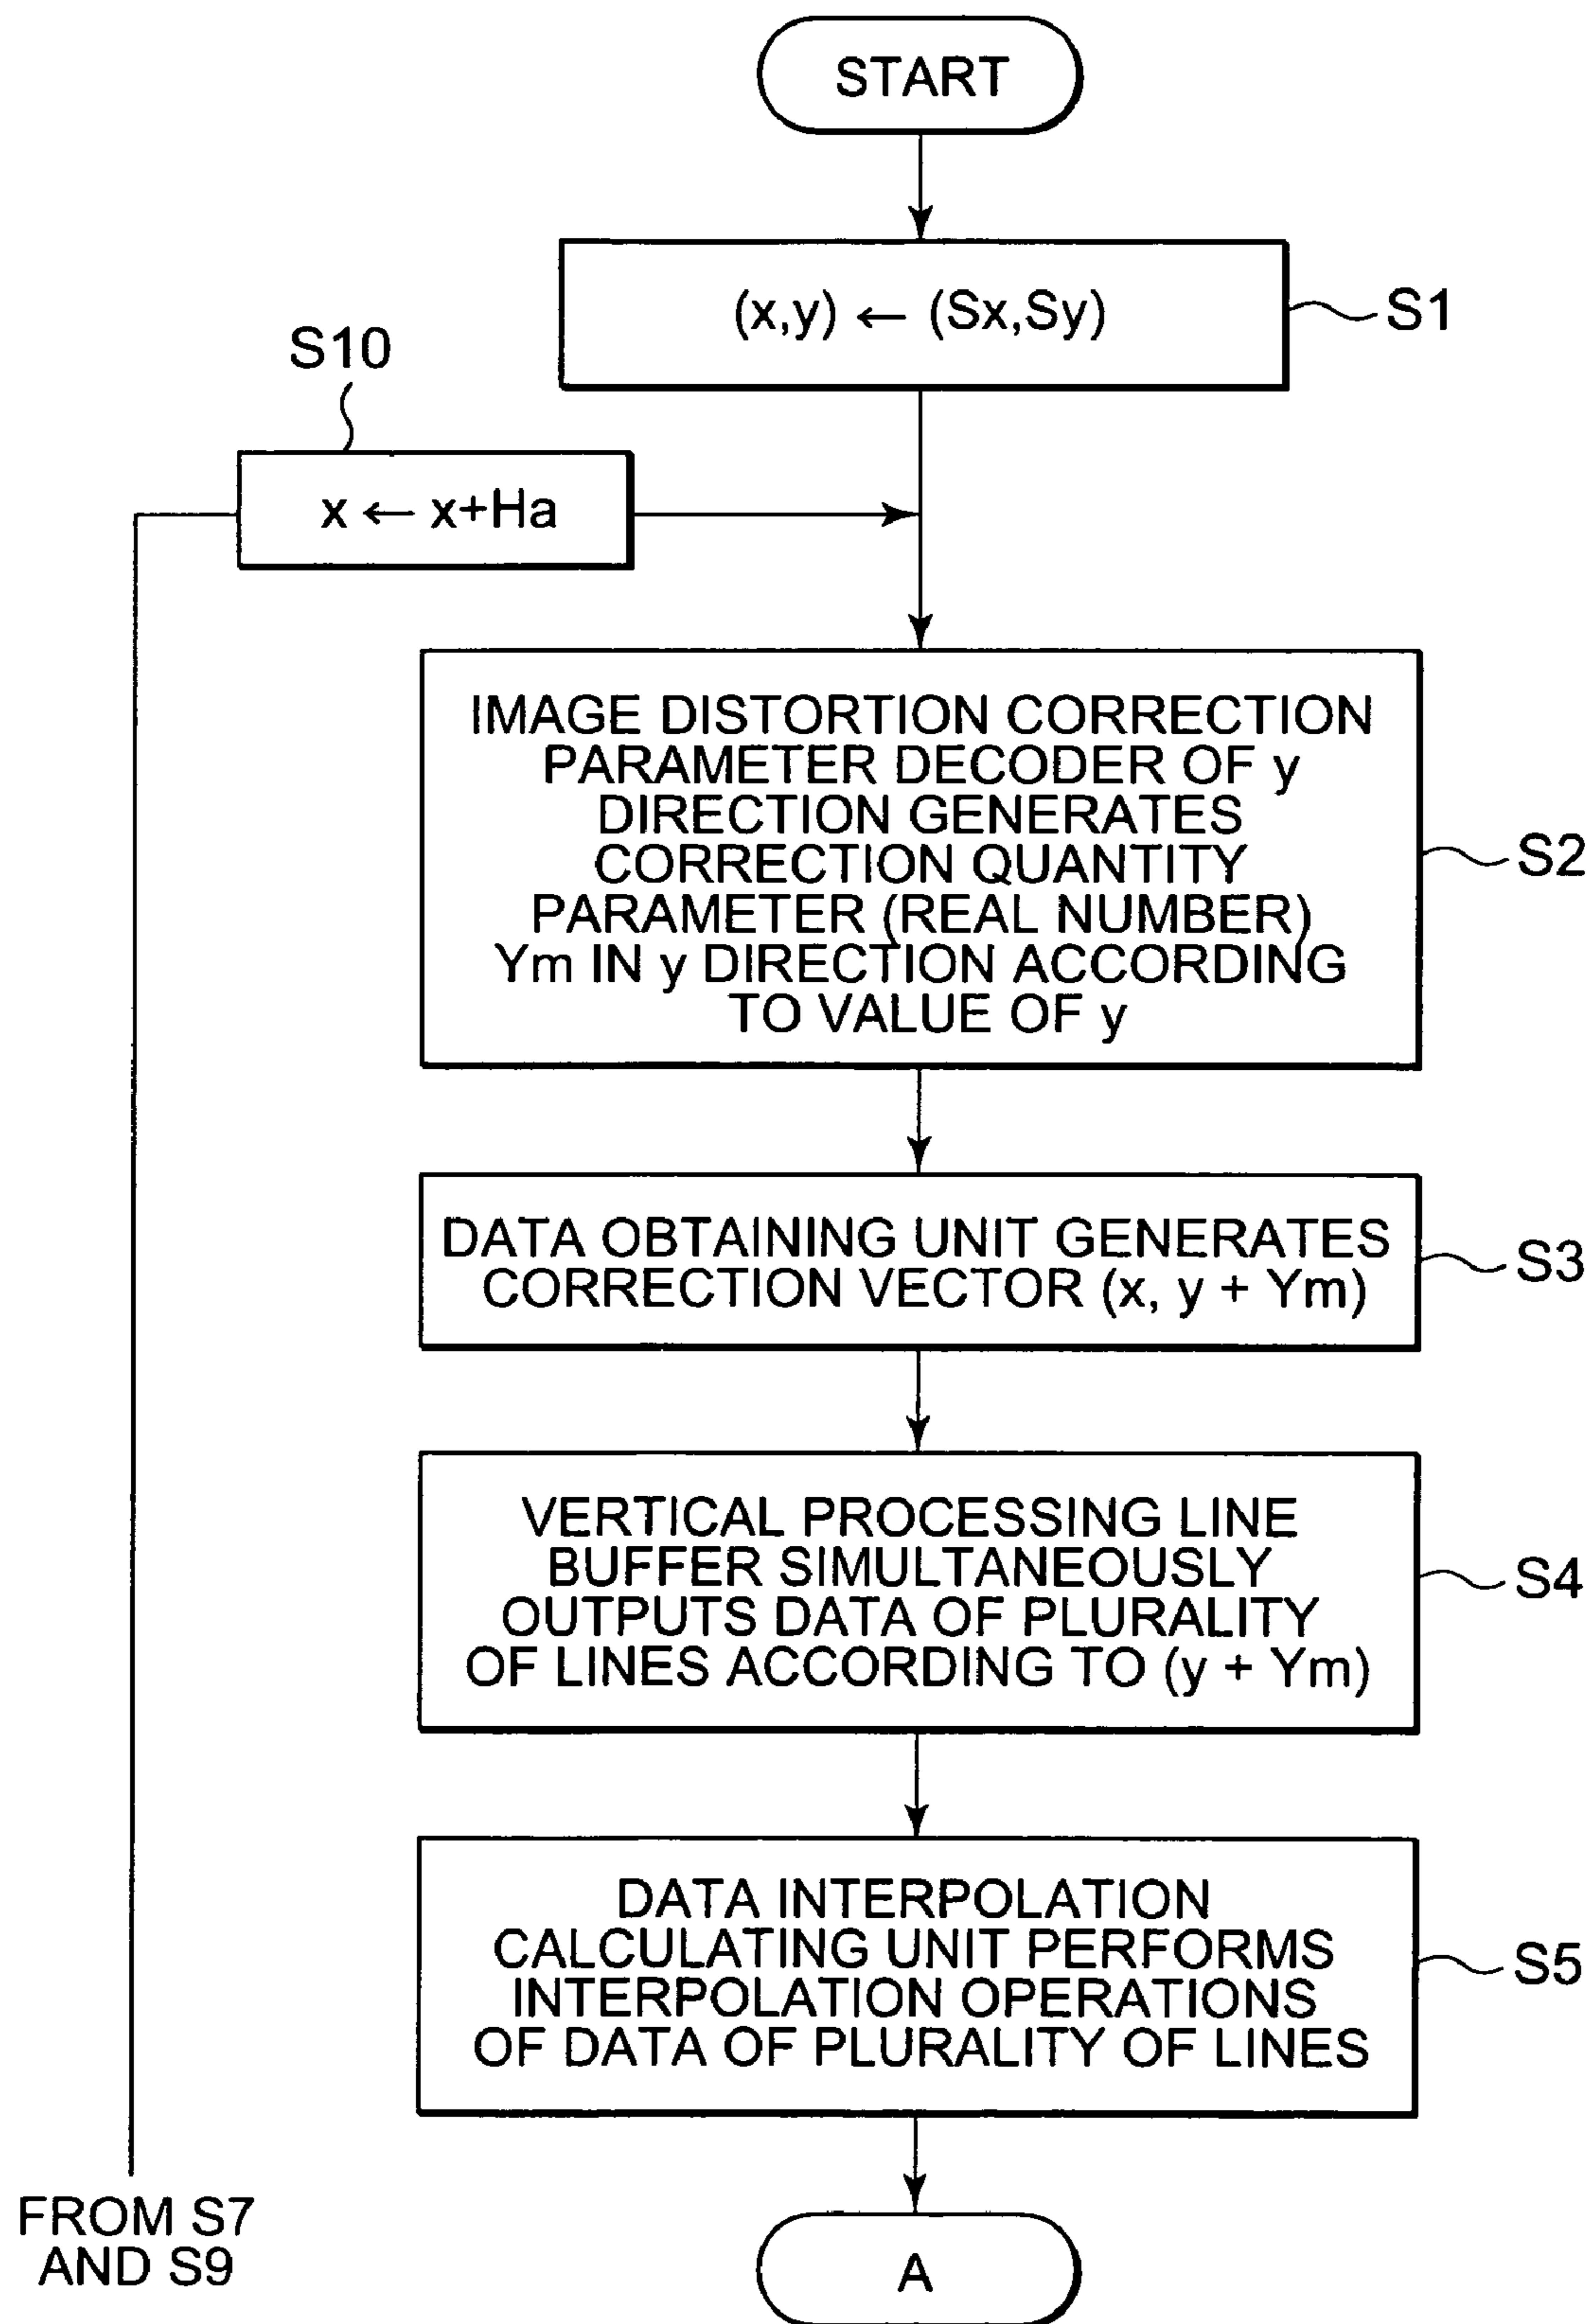 START
(x,y) ← (Sx,Sy)
S1
S10
x ← x+Ha
IMAGE DISTORTION CORRECTION
PARAMETER DECODER OF y
DIRECTION GENERATES
CORRECTION QUANTITY
PARAMETER (REAL NUMBER)
Ym IN y DIRECTION ACCORDING
TO VALUE OF y
S2
DATA OBTAINING UNIT GENERATES
CORRECTION VECTOR (x, y + Ym)
S3
VERTICAL PROCESSING LINE
BUFFER SIMULTANEOUSLY
OUTPUTS DATA OF PLURALITY
OF LINES ACCORDING TO (y + Ym)
S4
DATA INTERPOLATION
CALCULATING UNIT PERFORMS
INTERPOLATION OPERATIONS
OF DATA OF PLURALITY OF LINES
S5
FROM S7
AND S9
A